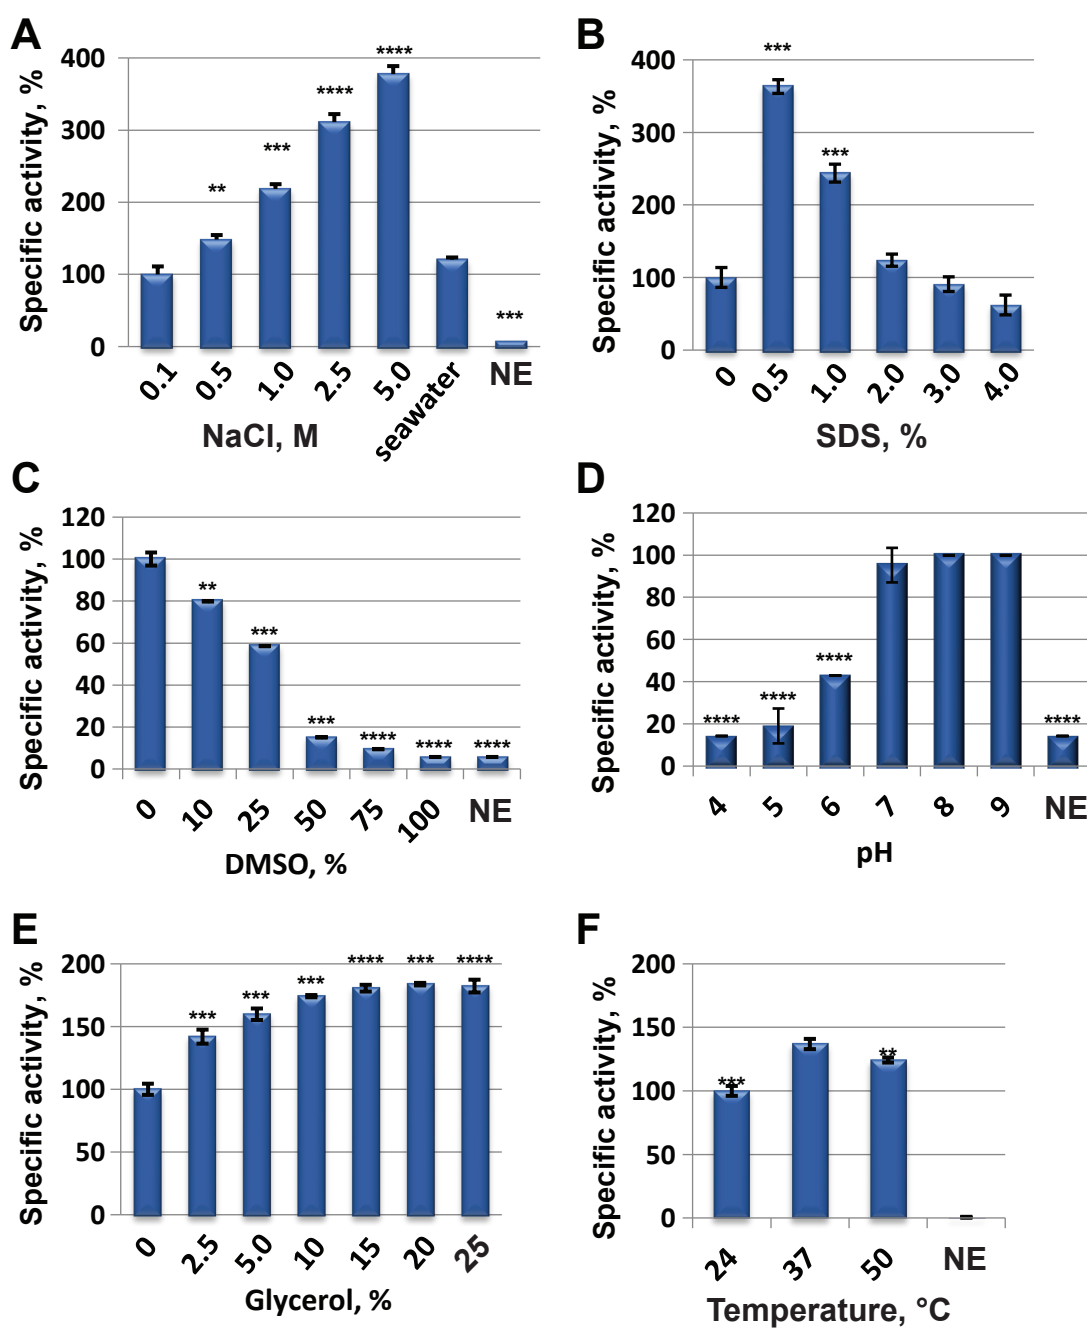 A
Specific activity, %
400
300
200
100
0
**
***
****
****
***
0.1 0.5 1.0 2.5 5.0 seawater NE
NaCl, M
B
Specific activity, %
400
300
200
100
0
***
***
0 0.5 1.0 2.0 3.0 4.0
SDS, %
C
Specific activity, %
120
100
80
60
40
20
0
**
***
***
****
****
****
0 10 25 50 75 100 NE
DMSO, %
D
Specific activity, %
120
100
80
60
40
20
0
****
****
****
****
4 5 6 7 8 9 NE
pH
E
Specific activity, %
200
150
100
50
0
***
***
***
****
***
****
0 2.5 5.0 10 15 20 25
Glycerol, %
F
Specific activity, %
200
150
100
50
0
***
**
24 37 50 NE
Temperature, °C